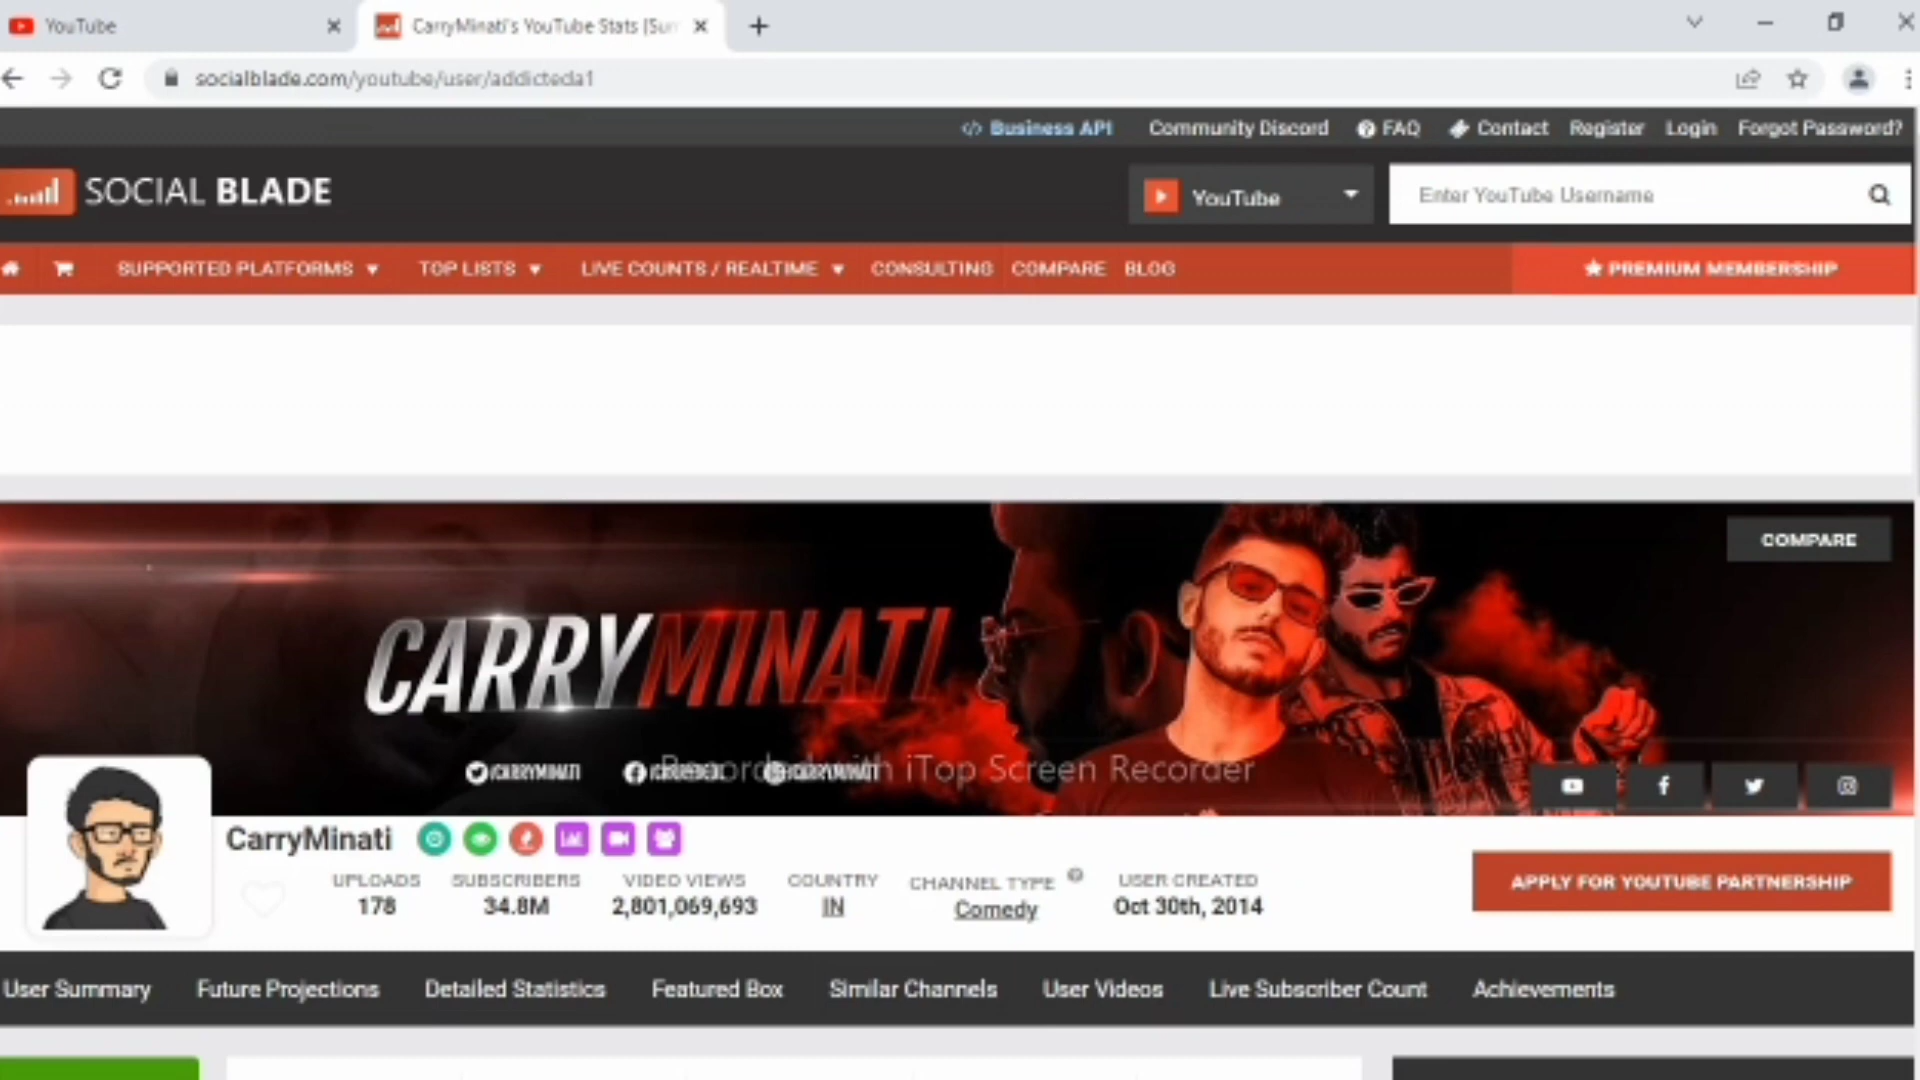 YouTube
CarryMinati's YouTube Stats (Sum
socialblade.com/youtube/user/addicteda1
Business API Community Discord FAQ Contact Register Login Forgot Password?
SOCIAL BLADE
YouTube
Enter YouTube Username
SUPPORTED PLATFORMS TOP LISTS LIVE COUNTS / REALTIME CONSULTING COMPARE BLOG PREMIUM MEMBERSHIP
COMPARE
CARRYMINATI
/CARRYMINATI
Recorded with iTop Screen Recorder
CarryMinati
UPLOADS SUBSCRIBERS VIDEO VIEWS COUNTRY CHANNEL TYPE USER CREATED
178 34.8M 2,801,069,693 IN Comedy Oct 30th, 2014
APPLY FOR YOUTUBE PARTNERSHIP
User Summary Future Projections Detailed Statistics Featured Box Similar Channels User Videos Live Subscriber Count Achievements